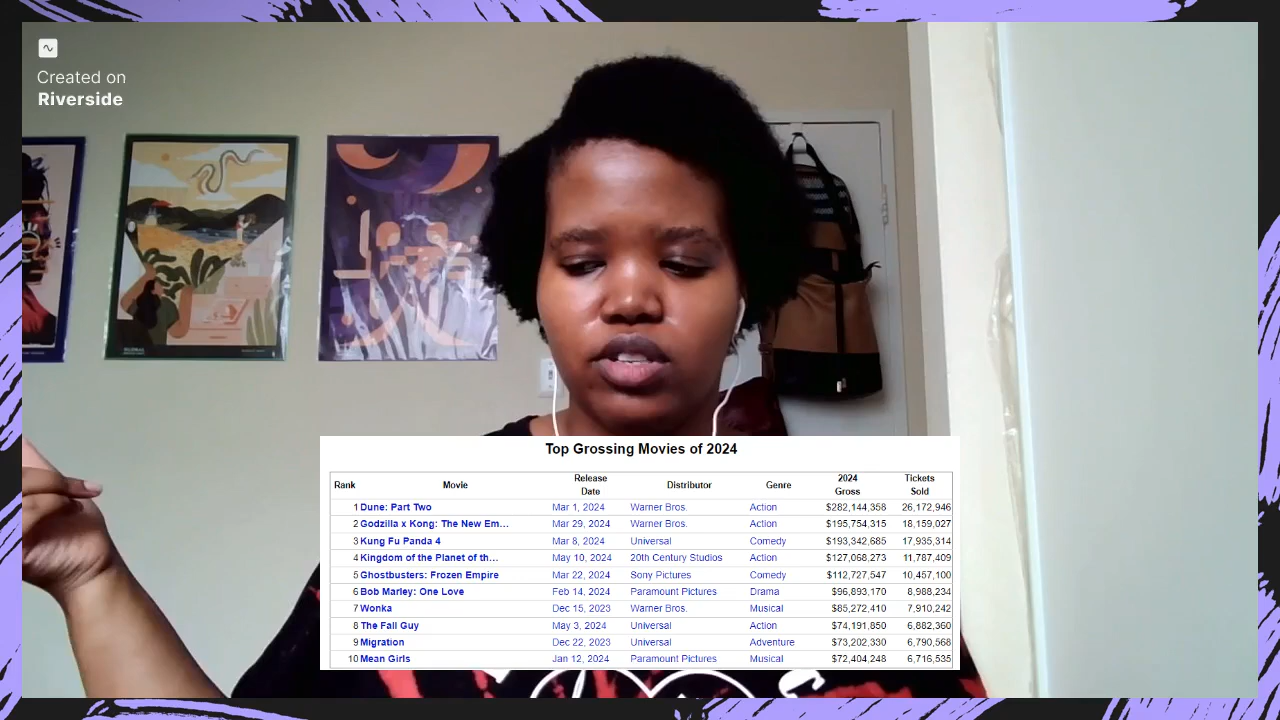 Created on
Riverside
Top Grossing Movies of 2024
Rank Movie Release Date Distributor Genre 2024 Gross Tickets Sold
1 Dune: Part Two Mar 1, 2024 Warner Bros. Action $282,144,358 26,172,946
2 Godzilla x Kong: The New Em… Mar 29, 2024 Warner Bros. Action $195,754,315 18,159,027
3 Kung Fu Panda 4 Mar 8, 2024 Universal Comedy $193,342,685 17,935,314
4 Kingdom of the Planet of th… May 10, 2024 20th Century Studios Action $127,068,273 11,787,409
5 Ghostbusters: Frozen Empire Mar 22, 2024 Sony Pictures Comedy $112,727,547 10,457,100
6 Bob Marley: One Love Feb 14, 2024 Paramount Pictures Drama $96,893,170 8,988,234
7 Wonka Dec 15, 2023 Warner Bros. Musical $85,272,410 7,910,242
8 The Fall Guy May 3, 2024 Universal Action $74,191,850 6,882,360
9 Migration Dec 22, 2023 Universal Adventure $73,202,330 6,790,568
10 Mean Girls Jan 12, 2024 Paramount Pictures Musical $72,404,248 6,716,535